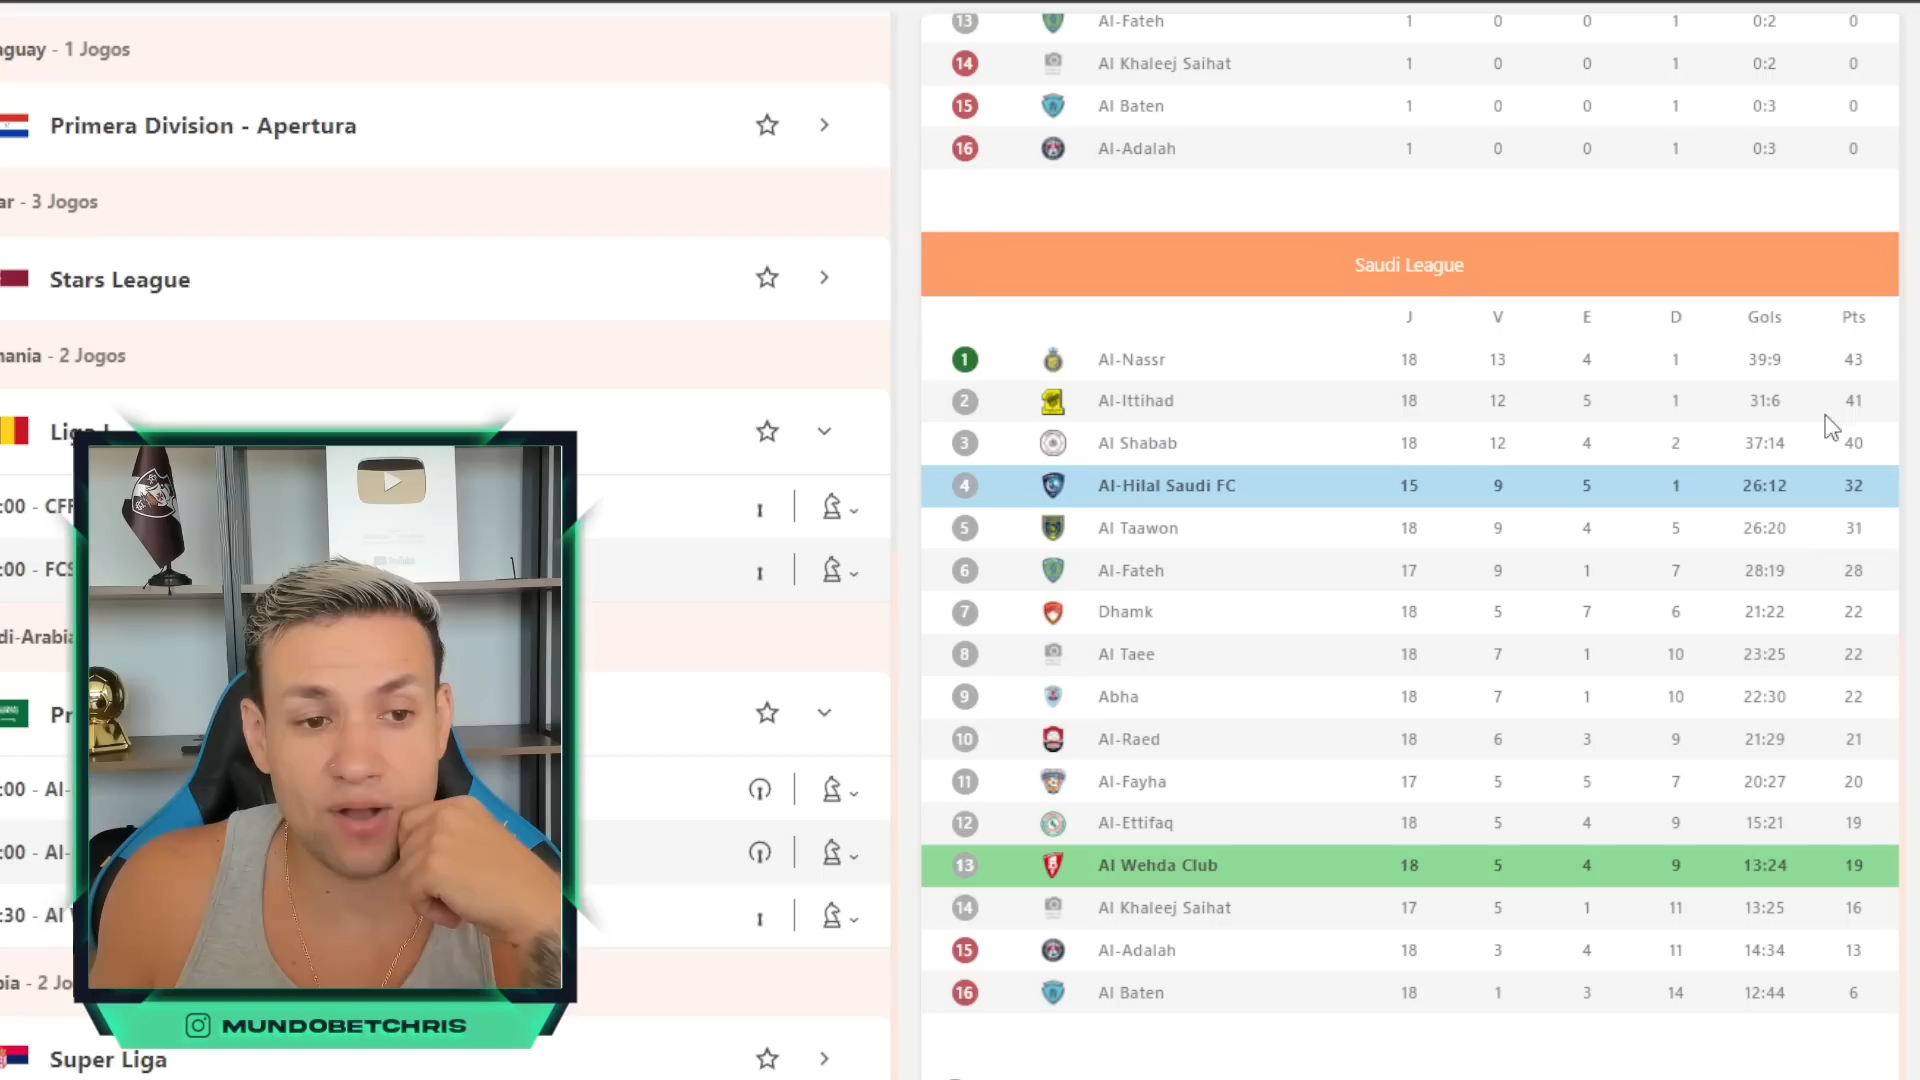 aguay - 1 Jogos
Primera Division - Apertura
ar - 3 Jogos
Stars League
mania - 2 Jogos
Liga I
:00 - CFR
:00 - FCS
di-Arabia
Pr
:00 - Al-
:00 - Al-
:30 - Al
bia - 2 Jo
Super Liga
MUNDOBETCHRIS
13 Al-Fateh 1 0 0 1 0:2 0
14 Al Khaleej Saihat 1 0 0 1 0:2 0
15 Al Baten 1 0 0 1 0:3 0
16 Al-Adalah 1 0 0 1 0:3 0
Saudi League
J V E D Gols Pts
1 Al-Nassr 18 13 4 1 39:9 43
2 Al-Ittihad 18 12 5 1 31:6 41
3 Al Shabab 18 12 4 2 37:14 40
4 Al-Hilal Saudi FC 15 9 5 1 26:12 32
5 Al Taawon 18 9 4 5 26:20 31
6 Al-Fateh 17 9 1 7 28:19 28
7 Dhamk 18 5 7 6 21:22 22
8 Al Taee 18 7 1 10 23:25 22
9 Abha 18 7 1 10 22:30 22
10 Al-Raed 18 6 3 9 21:29 21
11 Al-Fayha 17 5 5 7 20:27 20
12 Al-Ettifaq 18 5 4 9 15:21 19
13 Al Wehda Club 18 5 4 9 13:24 19
14 Al Khaleej Saihat 17 5 1 11 13:25 16
15 Al-Adalah 18 3 4 11 14:34 13
16 Al Baten 18 1 3 14 12:44 6